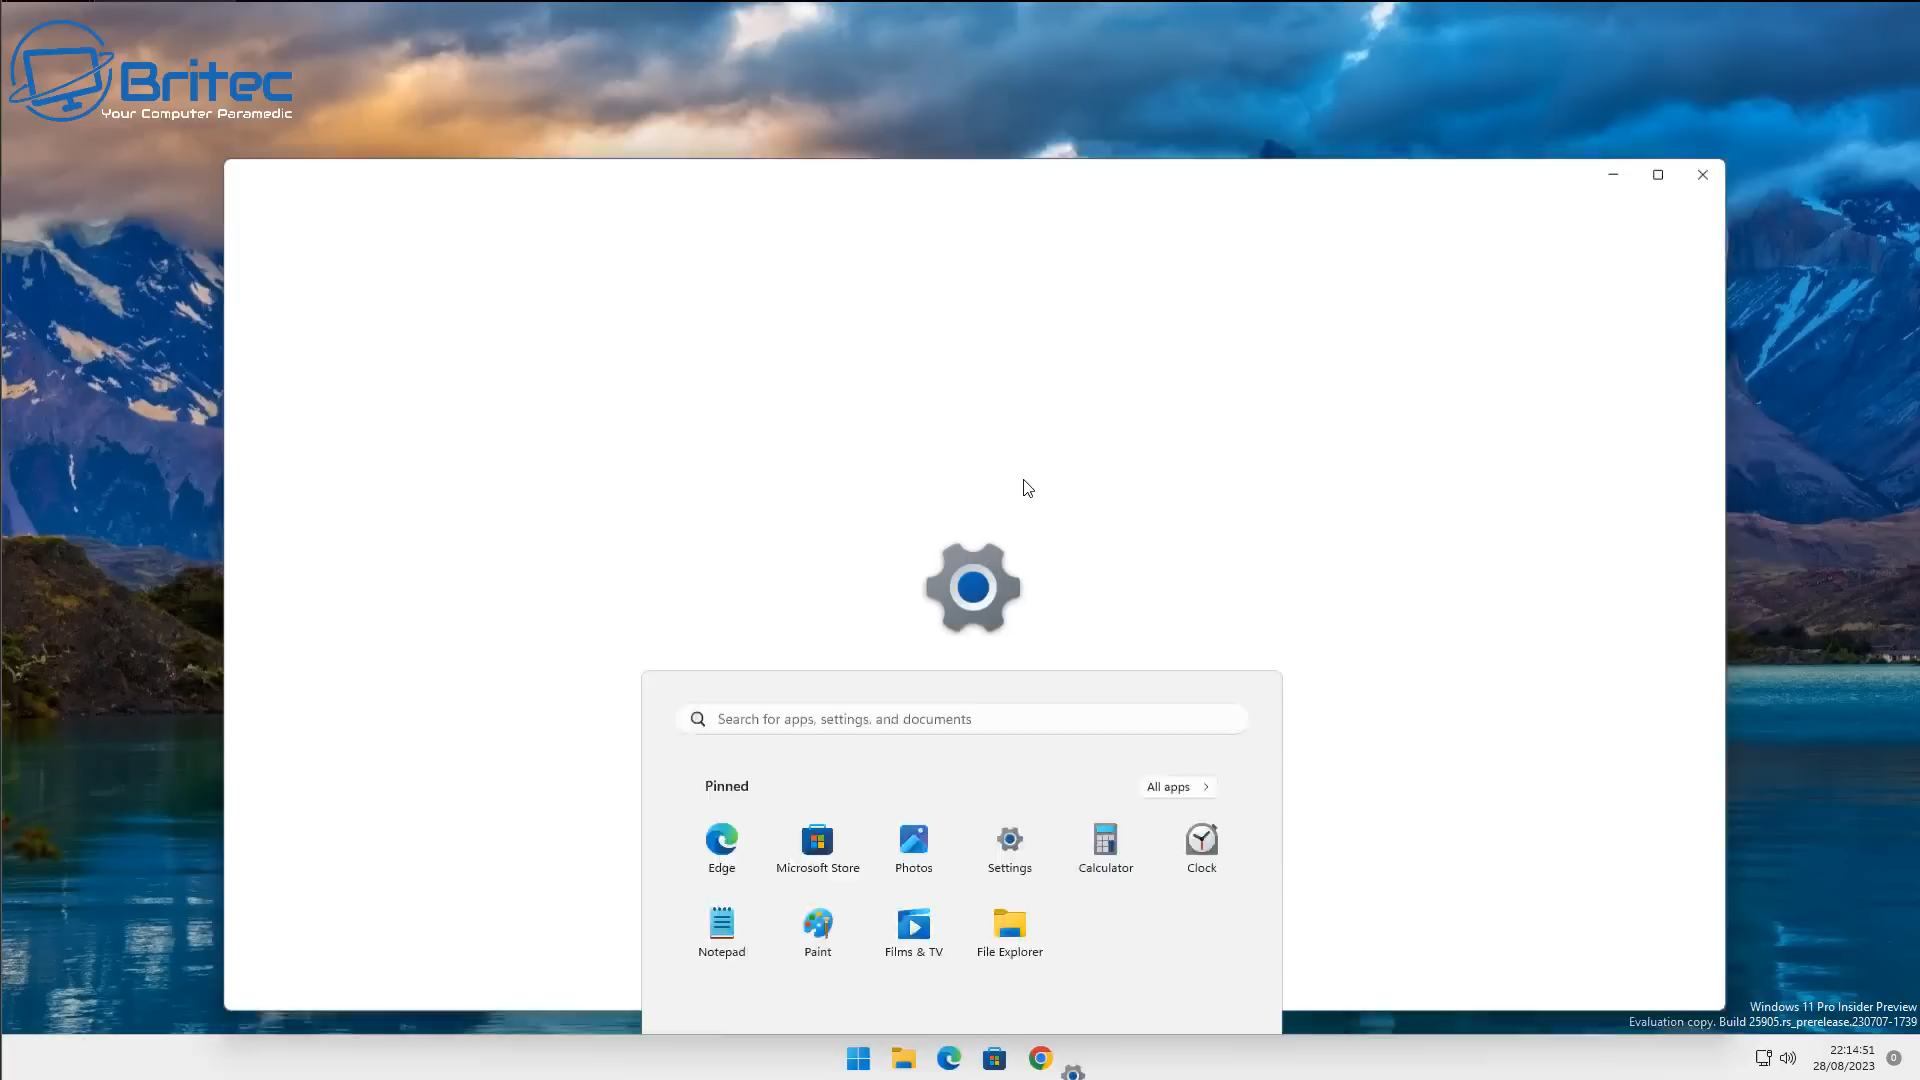 Britec
Your Computer Paramedic
Search for apps, settings, and documents
Pinned
All apps
Edge
Microsoft Store
Photos
Settings
Calculator
Clock
Notepad
Paint
Films & TV
File Explorer
Windows 11 Pro Insider Preview
Evaluation copy. Build 25905.rs_prerelease.230707-1739
22:14:51
28/08/2023
0